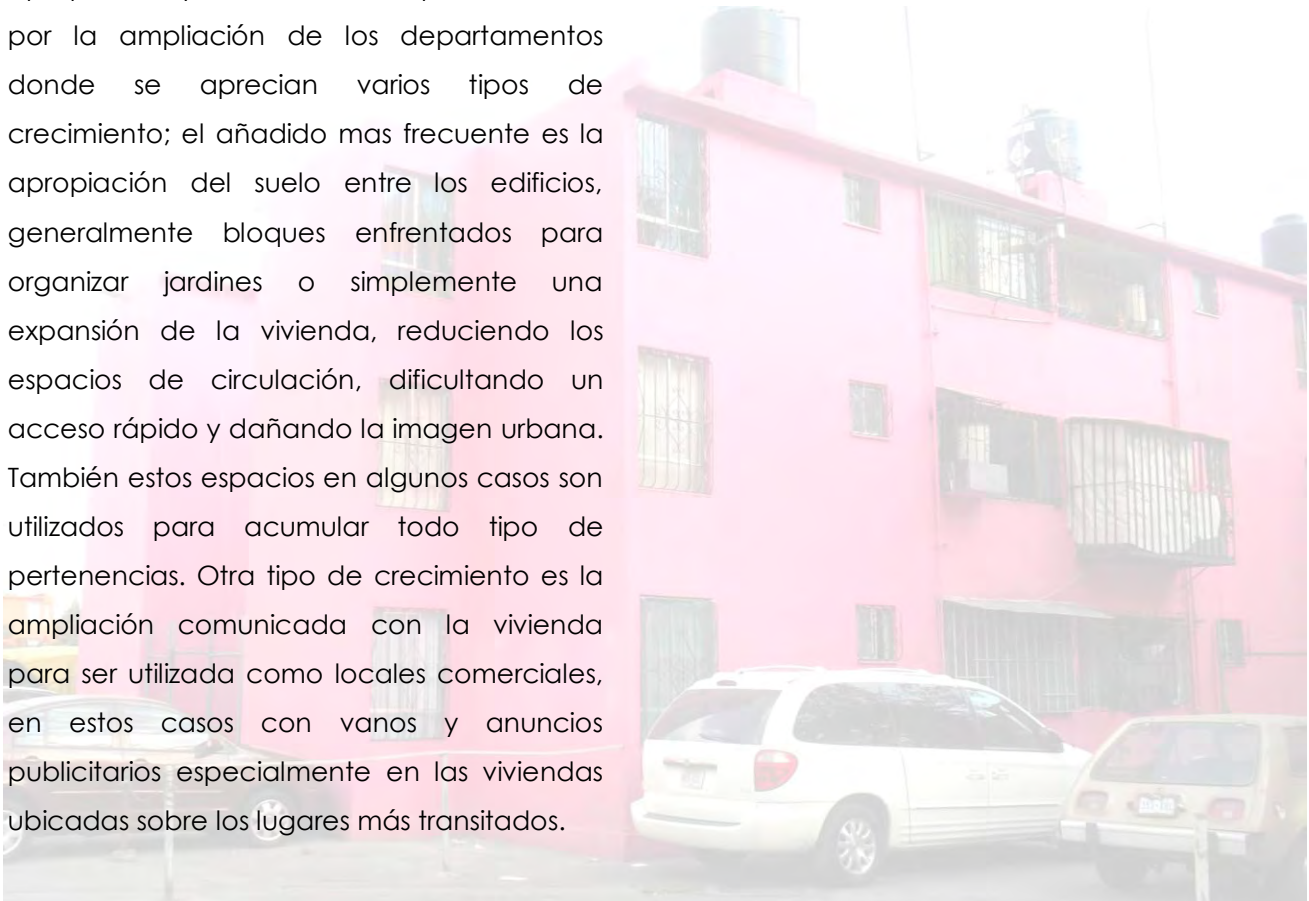 por la ampliación de los departamentos
donde se aprecian varios tipos de
crecimiento; el añadido mas frecuente es la
apropiación del suelo entre los edificios,
generalmente bloques enfrentados para
organizar jardines o simplemente una
expansión de la vivienda, reduciendo los
espacios de circulación, dificultando un
acceso rápido y dañando la imagen urbana.
También estos espacios en algunos casos son
utilizados para acumular todo tipo de
pertenencias. Otra tipo de crecimiento es la
ampliación comunicada con la vivienda
para ser utilizada como locales comerciales,
en estos casos con vanos y anuncios
publicitarios especialmente en las viviendas
ubicadas sobre los lugares más transitados.